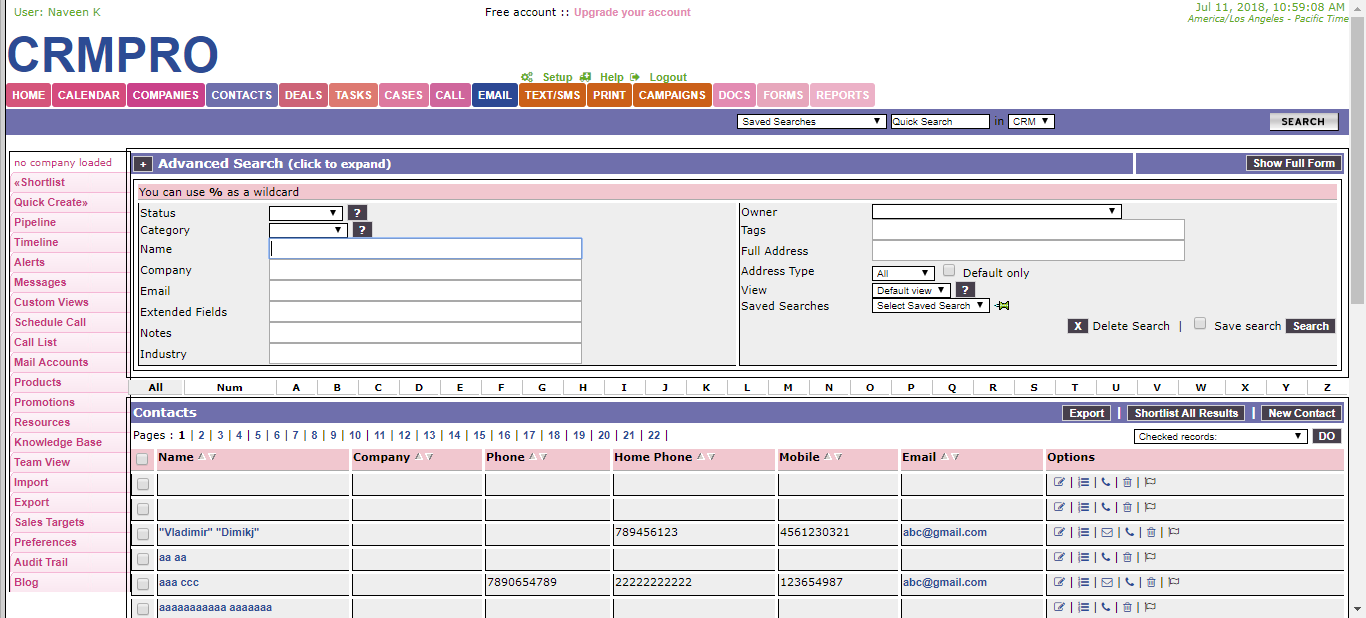 User: Naveen K
Free account :: Upgrade your account
Jul 11, 2018, 10:59:08 AM
America/Los Angeles - Pacific Time
CRMPRO
Setup Help Logout
HOME CALENDAR COMPANIES CONTACTS DEALS TASKS CASES CALL EMAIL TEXT/SMS PRINT CAMPAIGNS DOCS FORMS REPORTS
Saved Searches Quick Search in CRM SEARCH
no company loaded
«Shortlist
Quick Create»
Pipeline
Timeline
Alerts
Messages
Custom Views
Schedule Call
Call List
Mail Accounts
Products
Promotions
Resources
Knowledge Base
Team View
Import
Export
Sales Targets
Preferences
Audit Trail
Blog
+ Advanced Search (click to expand) Show Full Form
You can use % as a wildcard
Status ?
Category ?
Name
Company
Email
Extended Fields
Notes
Industry
Owner
Tags
Full Address
Address Type All Default only
View Default view ?
Saved Searches Select Saved Search
X Delete Search | Save search Search
All Num A B C D E F G H I J K L M N O P Q R S T U V W X Y Z
Contacts Export | Shortlist All Results | New Contact
Pages : 1 | 2 | 3 | 4 | 5 | 6 | 7 | 8 | 9 | 10 | 11 | 12 | 13 | 14 | 15 | 16 | 17 | 18 | 19 | 20 | 21 | 22 |
Checked records: DO
Name Company Phone Home Phone Mobile Email Options
"Vladimir" "Dimikj" 789456123 4561230321 abc@gmail.com
aa aa
aaa ccc 7890654789 22222222222 123654987 abc@gmail.com
aaaaaaaaaaa aaaaaaa